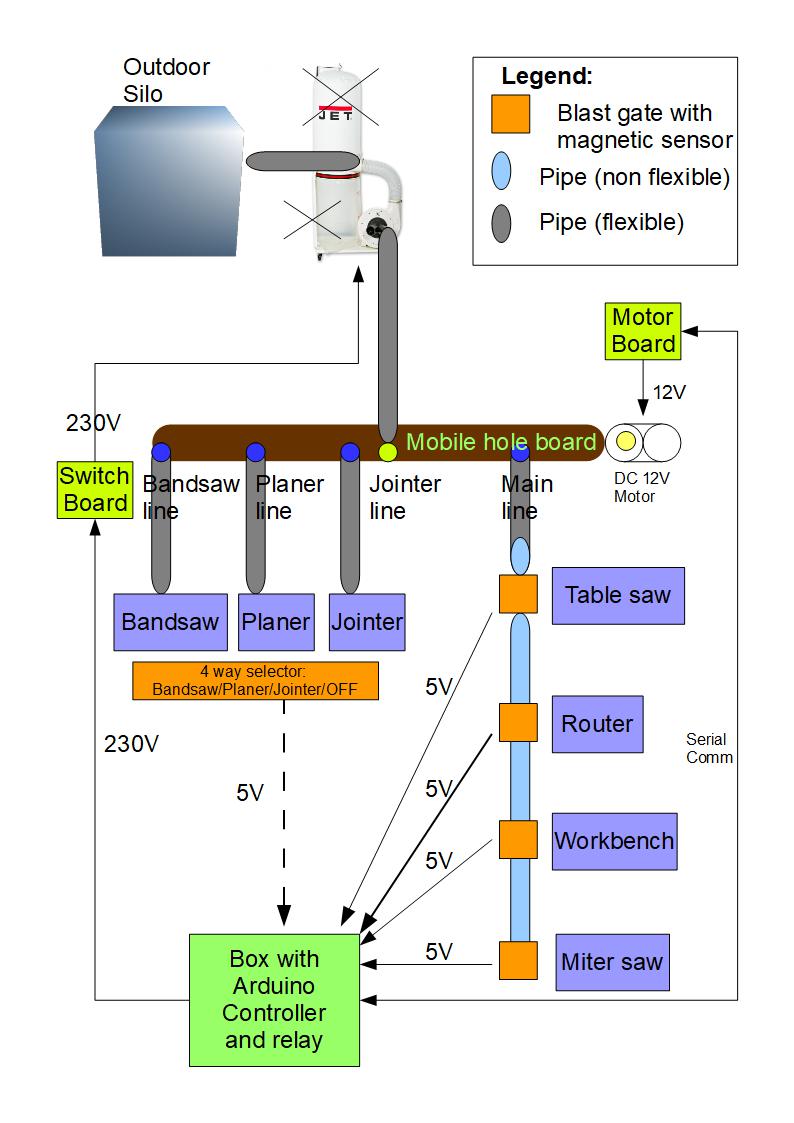 Outdoor
Silo
JET
Legend:
Blast gate with
magnetic sensor
Pipe (non flexible)
Pipe (flexible)
Motor
Board
12V
230V
Mobile hole board
DC 12V
Motor
Switch
Board
Bandsaw
line
Planer
line
Jointer
line
Main
line
Bandsaw
Planer
Jointer
Table saw
4 way selector:
Bandsaw/Planer/Jointer/OFF
5V
Router
230V
Serial
Comm
5V
5V
Workbench
5V
5V
Miter saw
Box with
Arduino
Controller
and relay